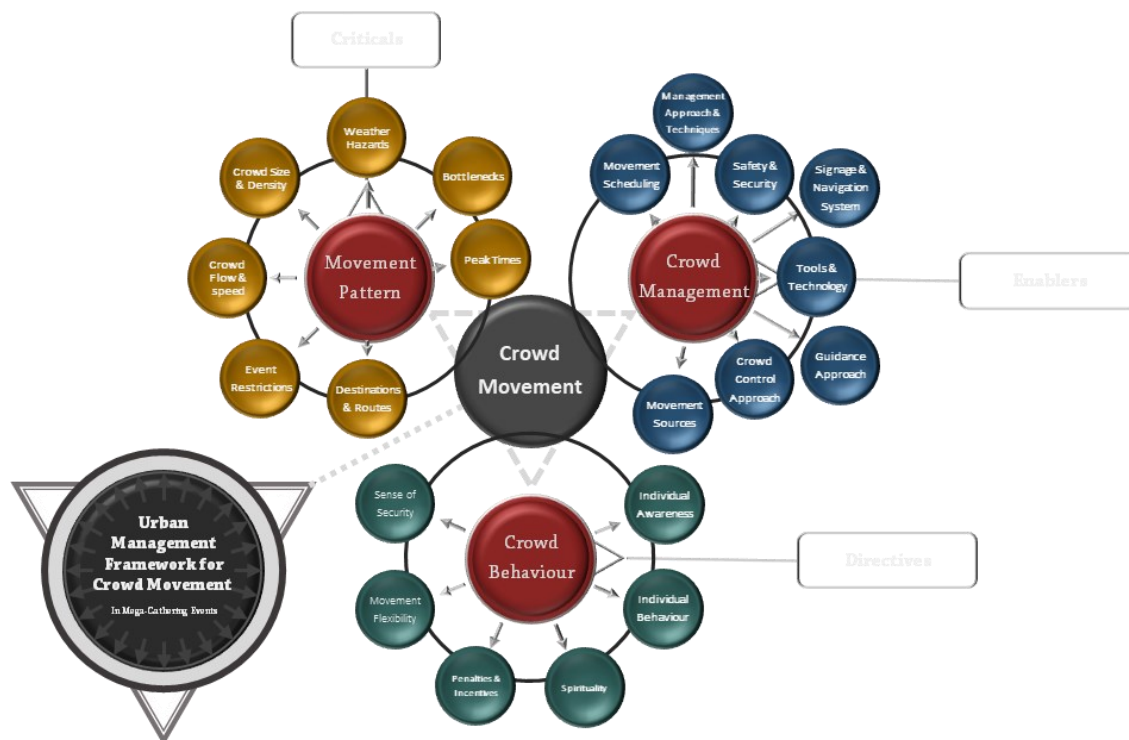 Criticals
Weather
Hazards
Crowd Size
& Density
Bottlenecks
Crowd
Flow &
speed
Peak Times
Event
Restrictions
Destinations
& Routes
Movement
Pattern
Management
Approach &
Techniques
Movement
Scheduling
Safety &
Security
Signage &
Navigation
System
Tools &
Technology
Guidance
Approach
Crowd
Control
Approach
Movement
Sources
Crowd
Management
Enablers
Crowd
Movement
Sense of
Security
Individual
Awareness
Movement
Flexibility
Individual
Behaviour
Penalties &
Incentives
Spirituality
Crowd
Behaviour
Directives
Urban
Management
Framework for
Crowd Movement
In Mega-Gathering Events